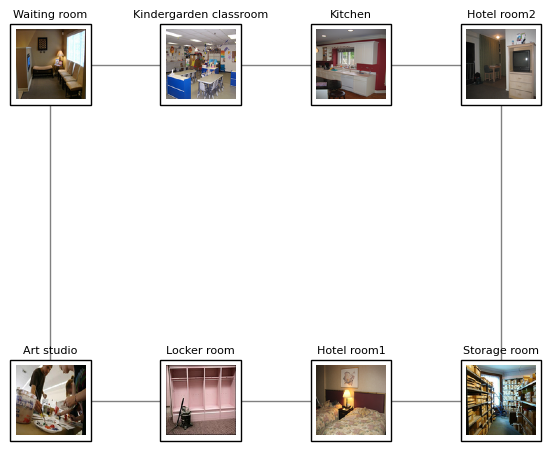 Waiting room
Kindergarden classroom
Kitchen
Hotel room2
Art studio
Locker room
Hotel room1
Storage room